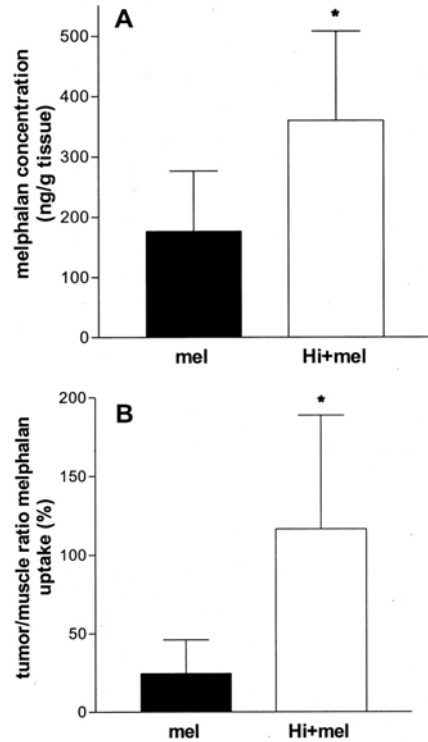 A
melphalan concentration
(ng/g tissue)
500
400
300
200
100
0
*
mel
Hi+mel
B
tumor/muscle ratio melphalan
uptake (%)
200
150
100
50
0
*
mel
Hi+mel